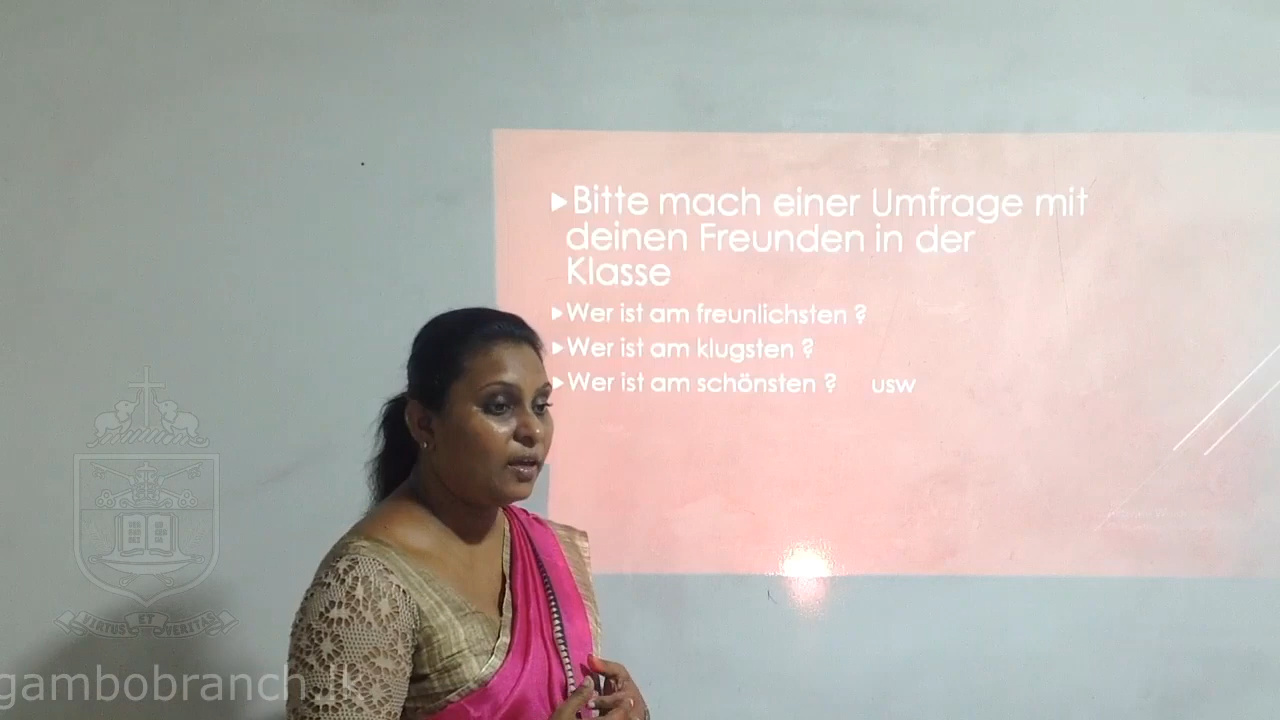 Bitte mach einer Umfrage mit
deinen Freunden in der
Klasse
Wer ist am freunlichsten ?
Wer ist am klugsten ?
Wer ist am schönsten ? usw
VIRTUS ET VERITAS
gambobranch.lk